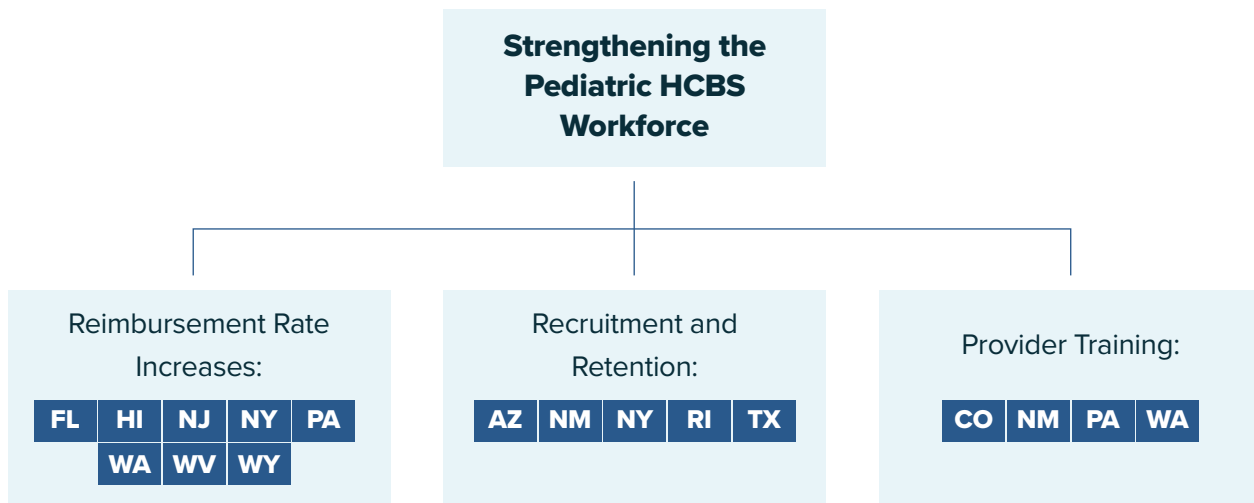 Strengthening the
Pediatric HCBS
Workforce
Reimbursement Rate
Increases:
FL HI NJ NY PA
WA WV WY
Recruitment and
Retention:
AZ NM NY RI TX
Provider Training:
CO NM PA WA